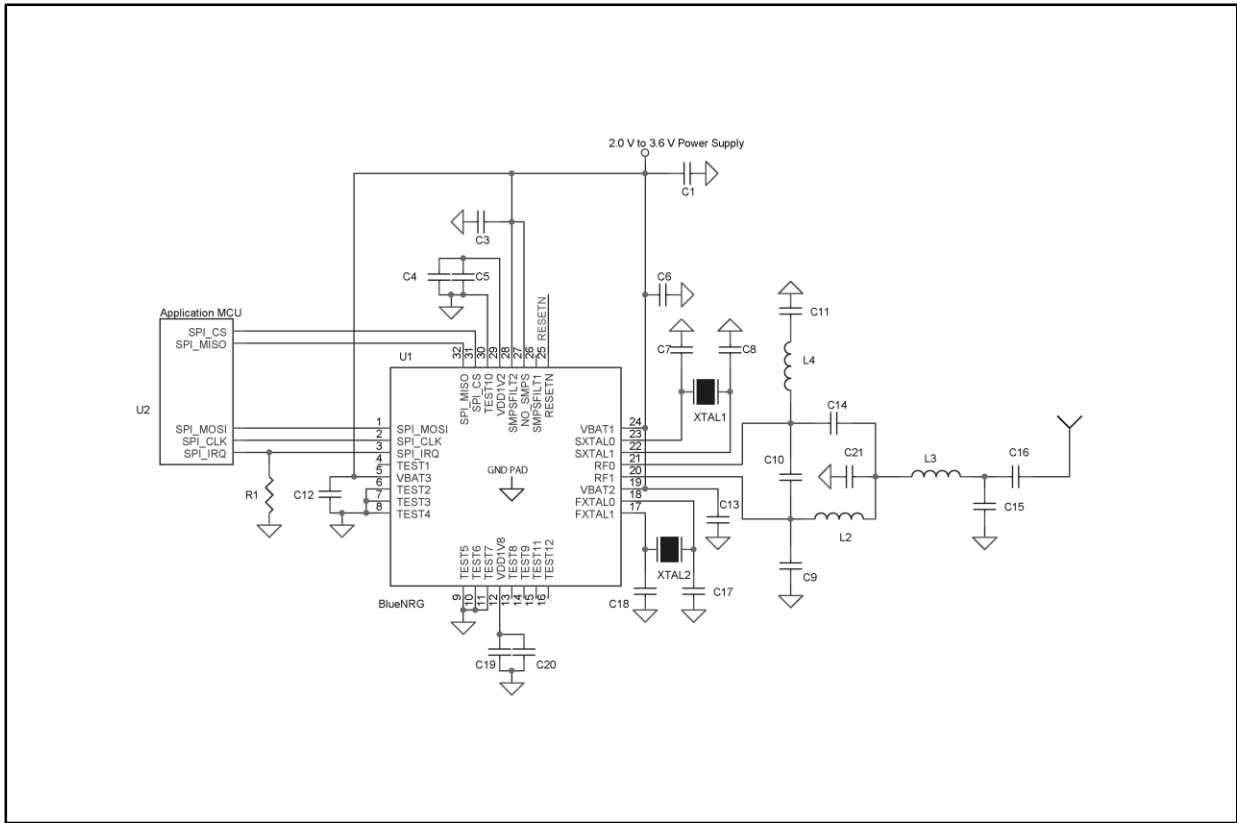 2.0 V to 3.6 V Power Supply
C1
C3
C4
C5
C6
RESETN
C11
Application MCU
SPI_CS
SPI_MISO
U1
32
31
30
29
28
27
26
25
C7
C8
L4
SPI_MISO
SPI_CS
TEST10
VDD1V2
SMPSFILT2
NO_SMPS
SMPSFILT1
RESETN
XTAL1
U2
C14
SPI_MOSI
1
SPI_MOSI
VBAT1
24
SPI_CLK
2
SPI_CLK
SXTAL0
23
SPI_IRQ
3
SPI_IRQ
SXTAL1
22
4
TEST1
RF0
21
C10
C21
L3
C16
5
VBAT3
GND PAD
RF1
20
6
TEST2
VBAT2
19
7
TEST3
FXTAL0
18
8
TEST4
FXTAL1
17
R1
C12
C13
C15
L2
XTAL2
C9
TEST5
TEST6
TEST7
VDD1V8
TEST8
TEST9
TEST11
TEST12
9
10
11
12
13
14
15
16
BlueNRG
C18
C17
C19
C20